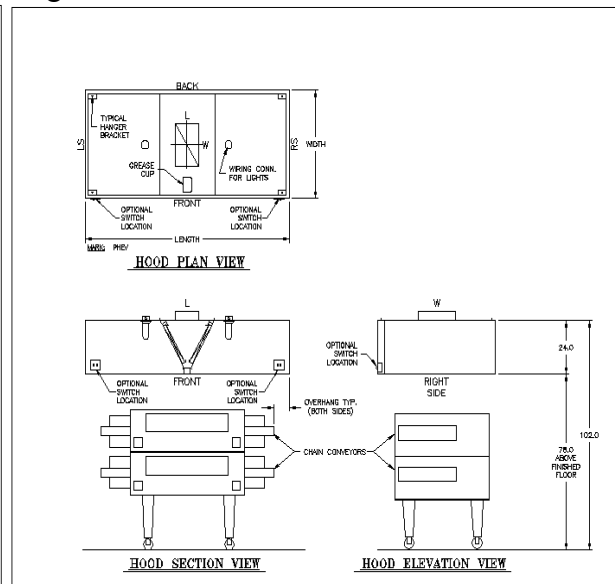 BACK
TYPICAL
HANGER
BRACKET
L
LS
W
RS
WIDTH
GREASE
CUP
WIRING CONN.
FOR LIGHTS
OPTIONAL
SWITCH
LOCATION
FRONT
OPTIONAL
SWITCH
LOCATION
LENGTH
MARK: PHEV
HOOD PLAN VIEW
L
W
OPTIONAL
SWITCH
LOCATION
24.0
OPTIONAL
SWITCH
LOCATION
FRONT
OPTIONAL
SWITCH
LOCATION
RIGHT
SIDE
OVERHANG TYP.
(BOTH SIDES)
102.0
CHAIN CONVEYORS
78.0
ABOVE
FINISHED
FLOOR
HOOD SECTION VIEW
HOOD ELEVATION VIEW